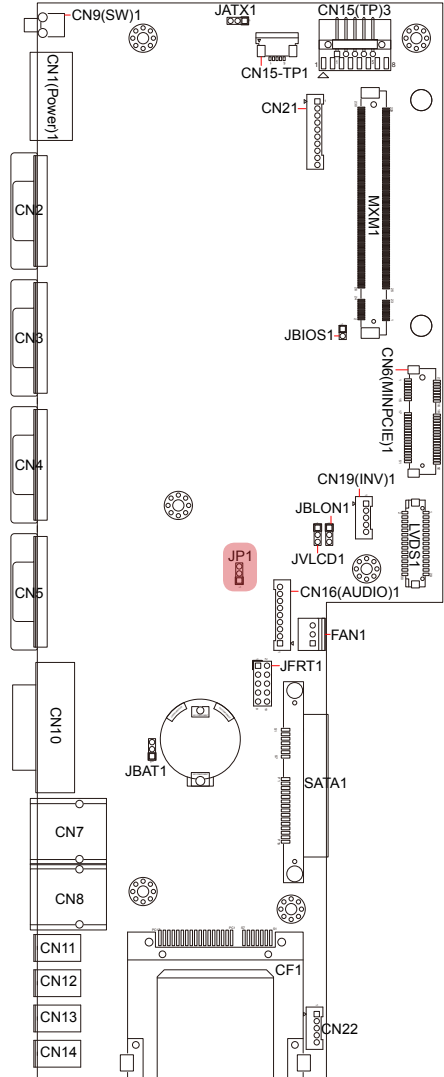 CN9(SW)1
JATX1
CN15(TP)3
CN1(Power)1
CN15-TP1
1
8
CN21
CN2
MXM1
CN3
JBIOS1
CN6(MINPCIE)1
CN4
CN19(INV)1
JBLON1
LVDS1
JVLCD1
JP1
CN5
CN16(AUDIO)1
FAN1
JFRT1
CN10
JBAT1
SATA1
CN7
CN8
CN11
CF1
CN12
CN13
CN22
CN14